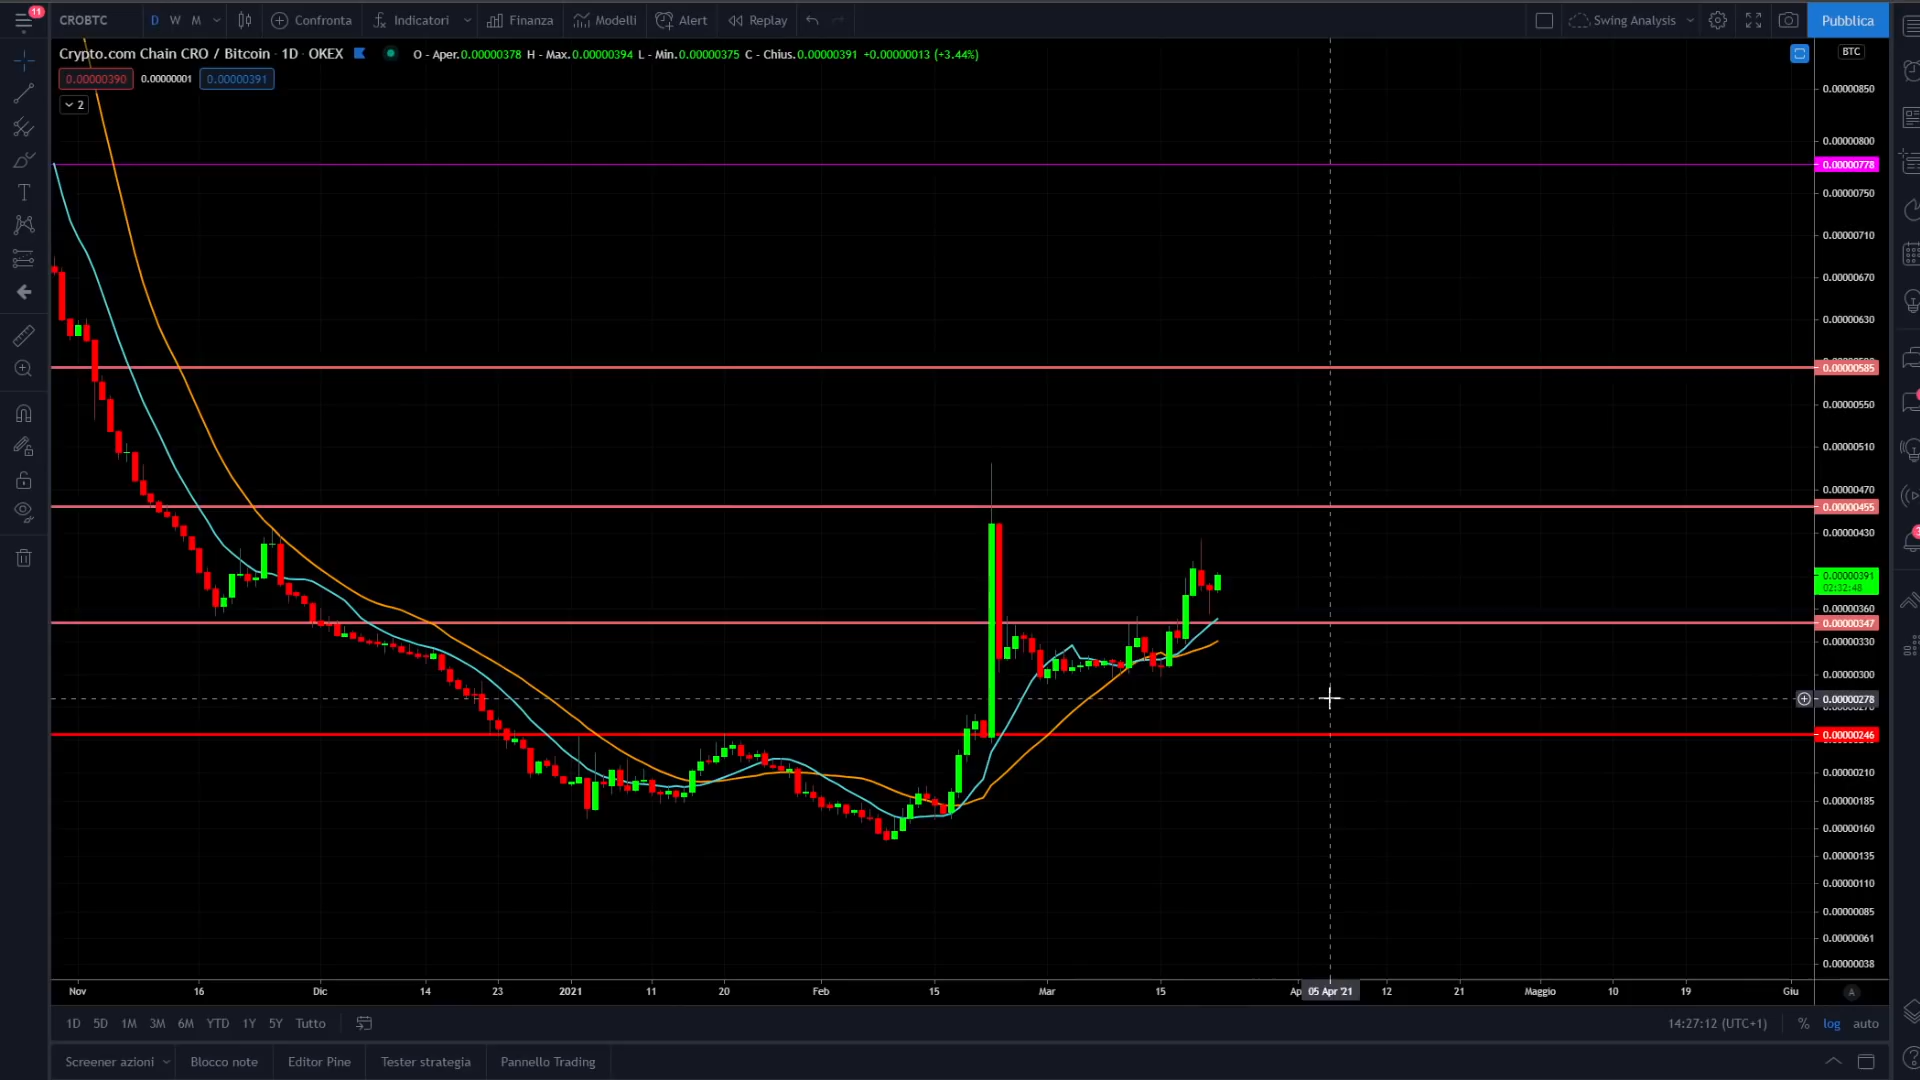 11
CROBTC
D W M
Confronta
Indicatori
Finanza
Modelli
Alert
Replay
Swing Analysis
Pubblica
Crypto.com Chain CRO / Bitcoin · 1D · OKEX
O - Aper.0.00000378 H - Max.0.00000394 L - Min.0.00000375 C - Chius.0.00000391 +0.00000013 (+3.44%)
BTC
0.00000390 0.00000001 0.00000391
2
0.00000850
0.00000800
0.00000778
0.00000750
0.00000710
0.00000670
0.00000630
0.00000585
0.00000550
0.00000510
0.00000470
0.00000455
0.00000430
0.00000391
02:32:48
0.00000360
0.00000347
0.00000330
0.00000300
0.00000278
0.00000246
0.00000210
0.00000185
0.00000160
0.00000135
0.00000110
0.00000085
0.00000061
0.00000038
Nov 16 Dic 14 23 2021 11 20 Feb 15 Mar 15 Ap 05 Apr '21 12 21 Maggio 10 19 Giu A
1D 5D 1M 3M 6M YTD 1Y 5Y Tutto
14:27:12 (UTC+1) % log auto
Screener azioni Blocco note Editor Pine Tester strategia Pannello Trading